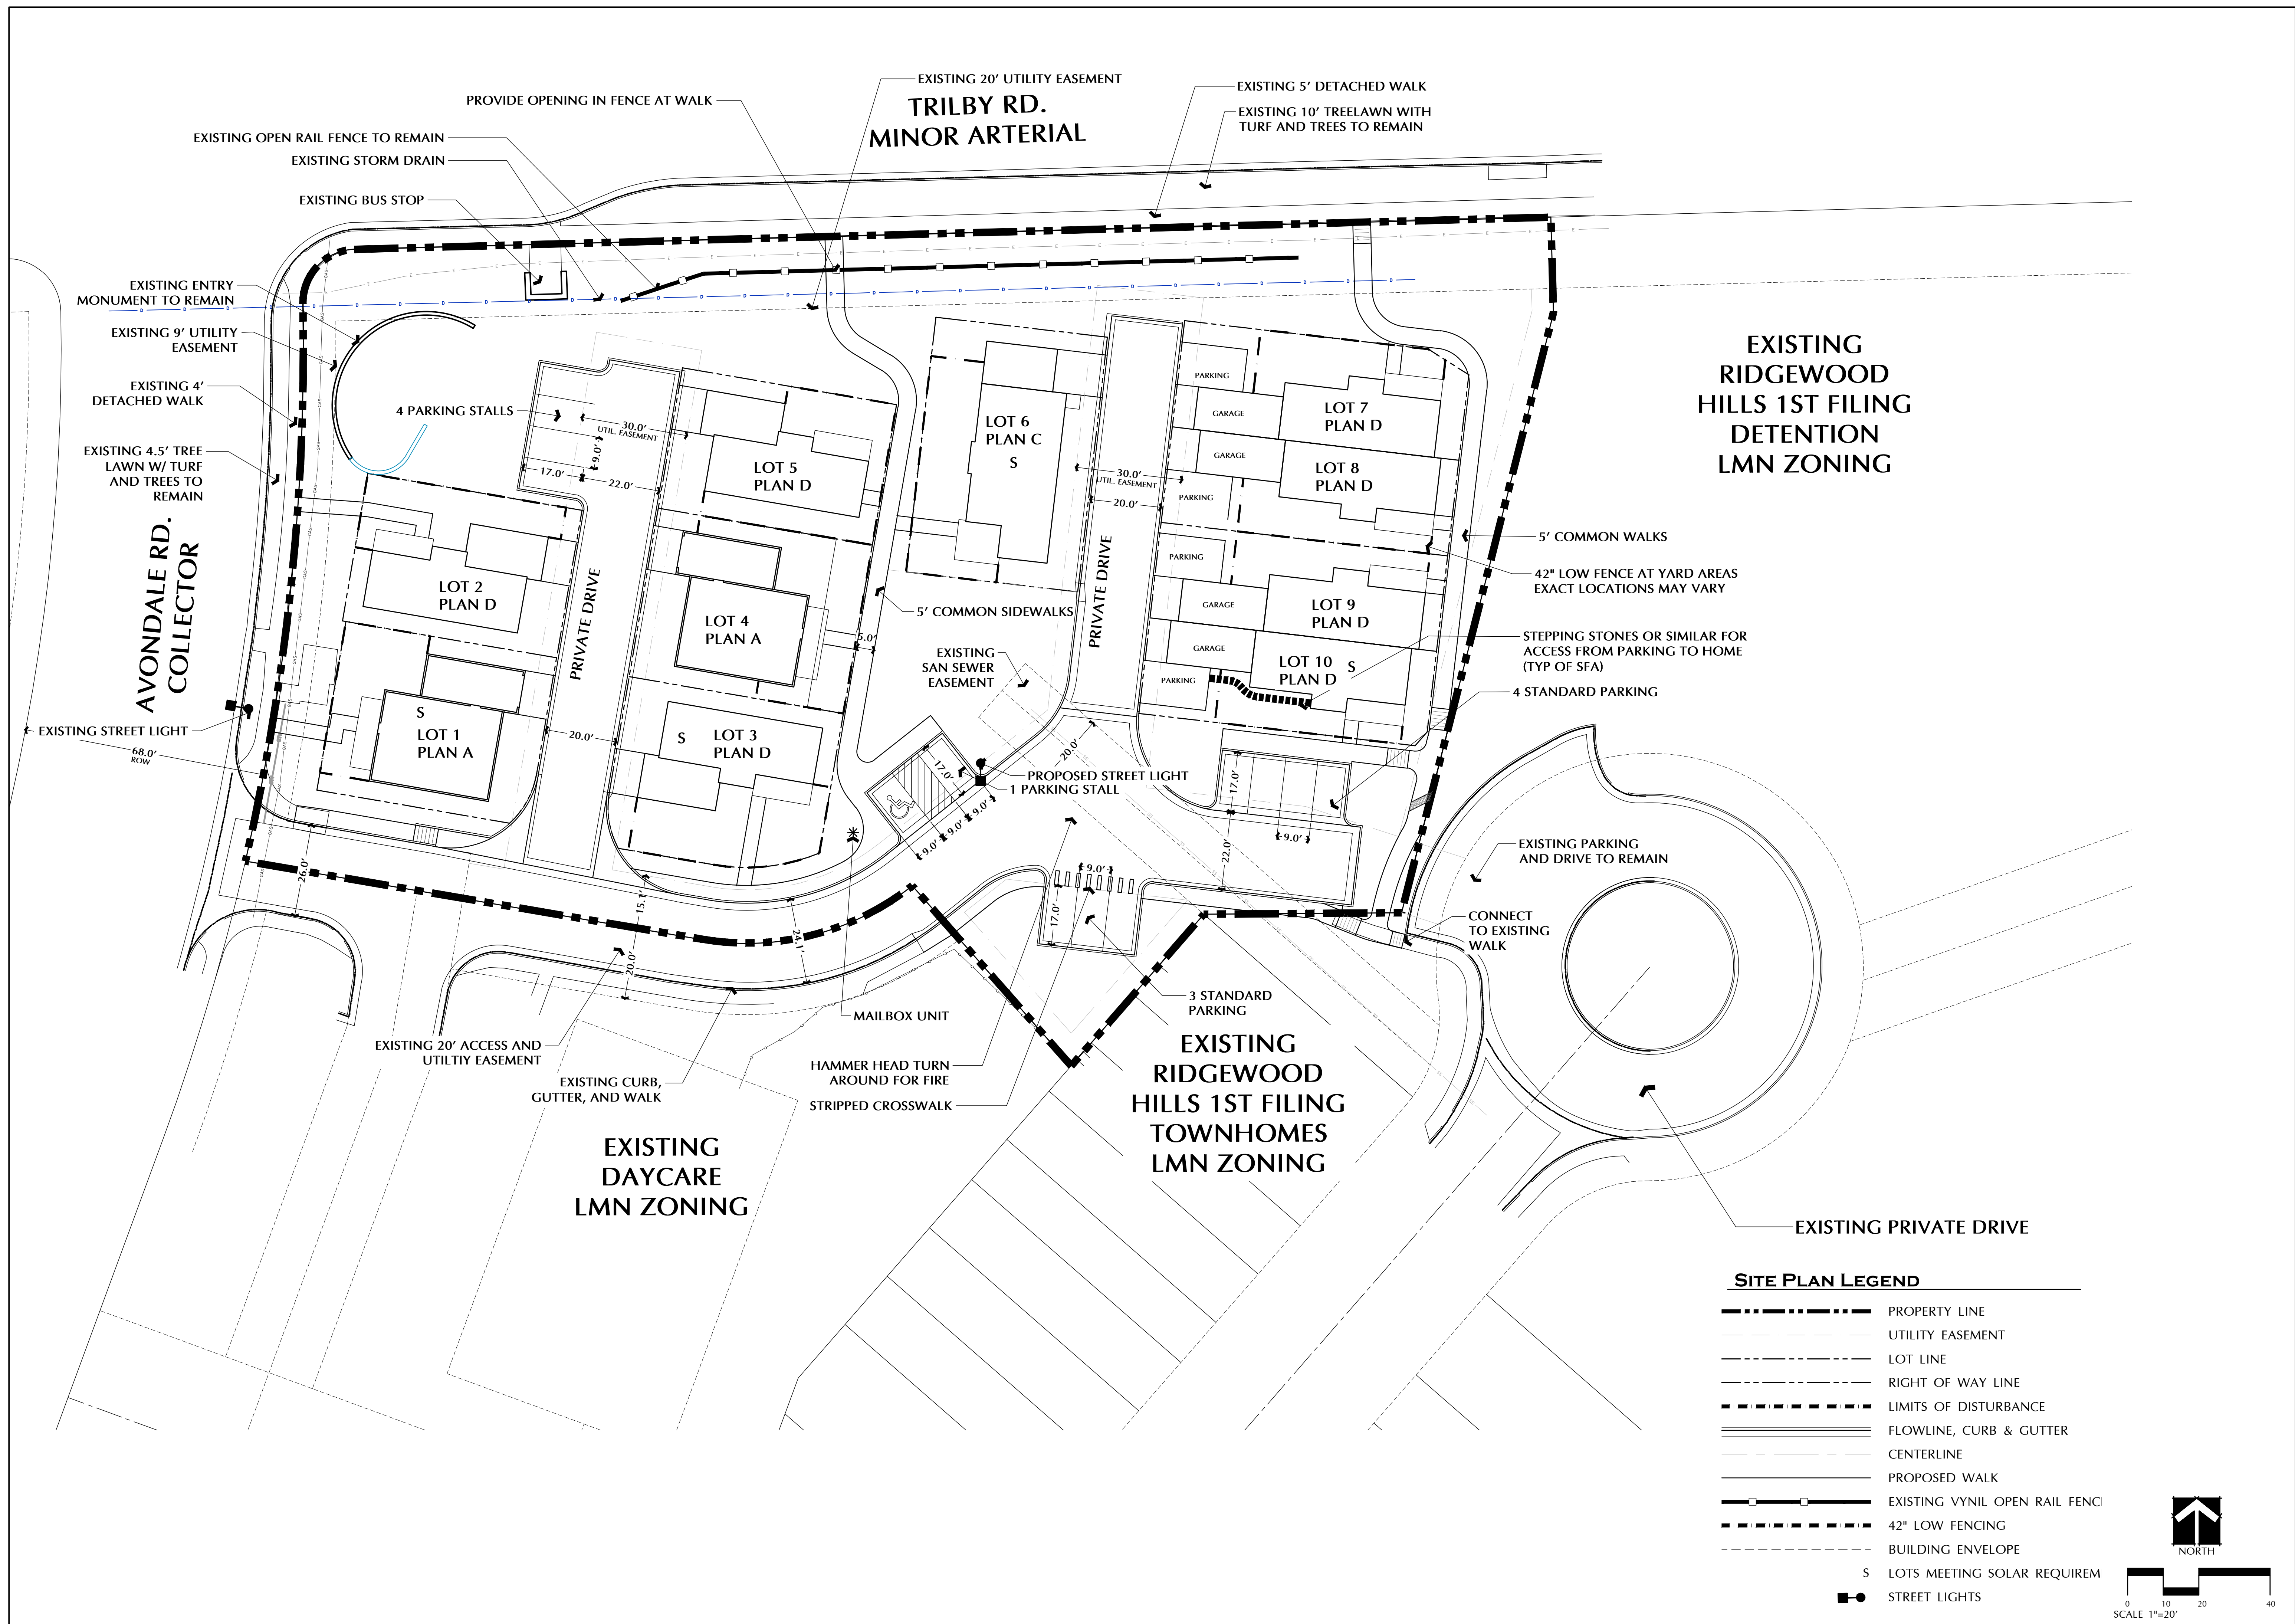 EXISTING 20' UTILITY EASEMENT
TRILBY RD.
MINOR ARTERIAL
PROVIDE OPENING IN FENCE AT WALK
EXISTING 5' DETACHED WALK
EXISTING 10' TREELAWN WITH
TURF AND TREES TO REMAIN
EXISTING OPEN RAIL FENCE TO REMAIN
EXISTING STORM DRAIN
EXISTING BUS STOP
EXISTING ENTRY
MONUMENT TO REMAIN
EXISTING 9' UTILITY
EASEMENT
EXISTING 4'
DETACHED WALK
EXISTING 4.5' TREE
LAWN W/ TURF
AND TREES TO
REMAIN
AVONDALE RD.
COLLECTOR
EXISTING STREET LIGHT
68.0'
ROW
4 PARKING STALLS
30.0'
UTIL. EASEMENT
9.0'
17.0'
22.0'
LOT 5
PLAN D
LOT 2
PLAN D
LOT 4
PLAN A
PRIVATE DRIVE
S
LOT 1
PLAN A
20.0'
S
LOT 3
PLAN D
5.0'
26.0'
15.1'
20.0'
24.1'
LOT 6
PLAN C
S
30.0'
UTIL. EASEMENT
20.0'
PRIVATE DRIVE
5' COMMON SIDEWALKS
EXISTING
SAN SEWER
EASEMENT
PARKING
GARAGE
LOT 7
PLAN D
GARAGE
LOT 8
PLAN D
PARKING
PARKING
GARAGE
LOT 9
PLAN D
GARAGE
LOT 10
PLAN D
S
PARKING
EXISTING
RIDGEWOOD
HILLS 1ST FILING
DETENTION
LMN ZONING
5' COMMON WALKS
42" LOW FENCE AT YARD AREAS
EXACT LOCATIONS MAY VARY
STEPPING STONES OR SIMILAR FOR
ACCESS FROM PARKING TO HOME
(TYP OF SFA)
4 STANDARD PARKING
20.0'
17.0'
PROPOSED STREET LIGHT
1 PARKING STALL
9.0'
9.0'
9.0'
17.0'
9.0'
22.0'
9.0'
17.0'
EXISTING PARKING
AND DRIVE TO REMAIN
CONNECT
TO EXISTING
WALK
3 STANDARD
PARKING
MAILBOX UNIT
EXISTING 20' ACCESS AND
UTILTIY EASEMENT
EXISTING CURB,
GUTTER, AND WALK
HAMMER HEAD TURN
AROUND FOR FIRE
STRIPPED CROSSWALK
EXISTING
RIDGEWOOD
HILLS 1ST FILING
TOWNHOMES
LMN ZONING
EXISTING
DAYCARE
LMN ZONING
EXISTING PRIVATE DRIVE
SITE PLAN LEGEND
PROPERTY LINE
UTILITY EASEMENT
LOT LINE
RIGHT OF WAY LINE
LIMITS OF DISTURBANCE
FLOWLINE, CURB & GUTTER
CENTERLINE
PROPOSED WALK
EXISTING VYNIL OPEN RAIL FENC
42" LOW FENCING
BUILDING ENVELOPE
S LOTS MEETING SOLAR REQUIREM
STREET LIGHTS
NORTH
0 10 20 40
SCALE 1"=20'